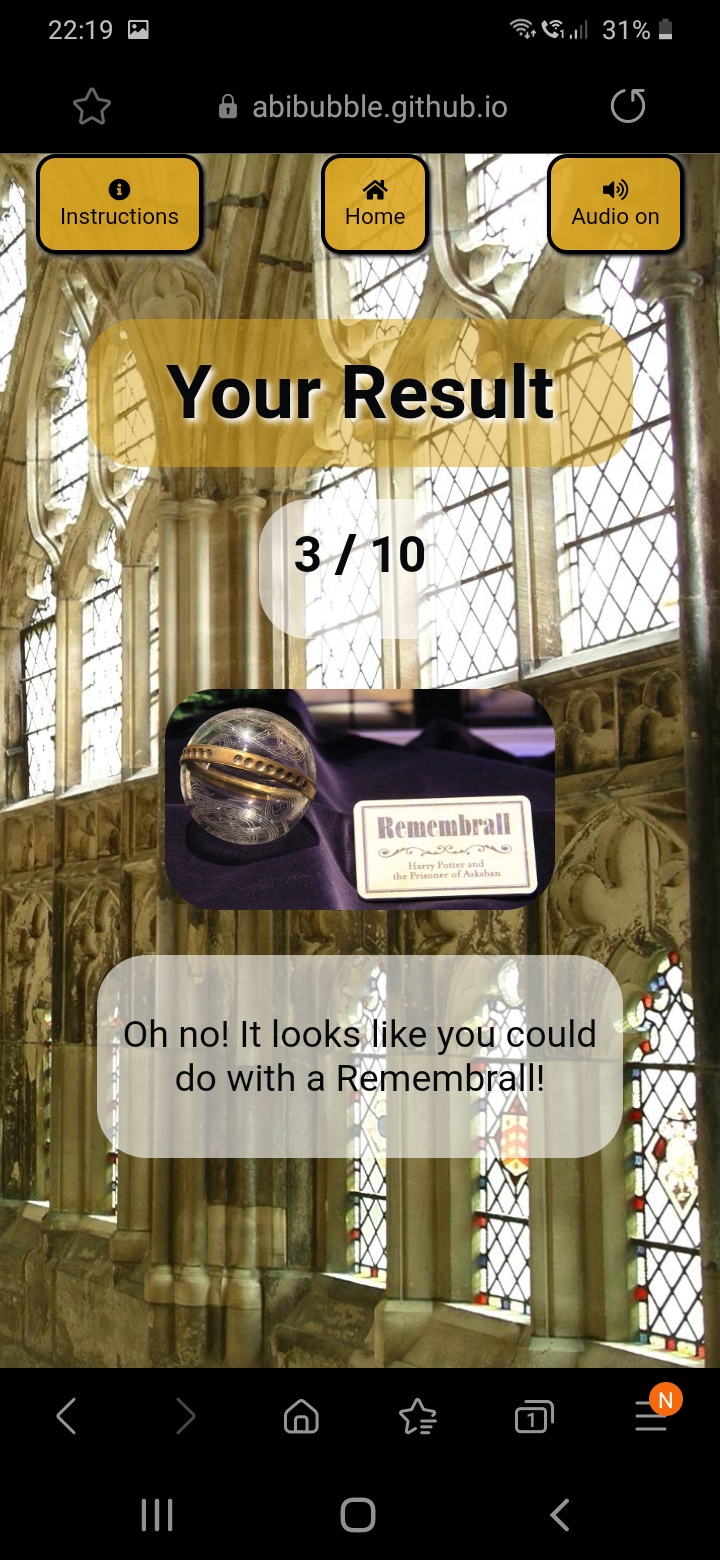 22:19 31%
abibubble.github.io
Instructions Home Audio on
Your Result
3 / 10
Remembrall
Harry Potter and
the Prisoner of Azkaban
Oh no! It looks like you could
do with a Remembrall!
1 N